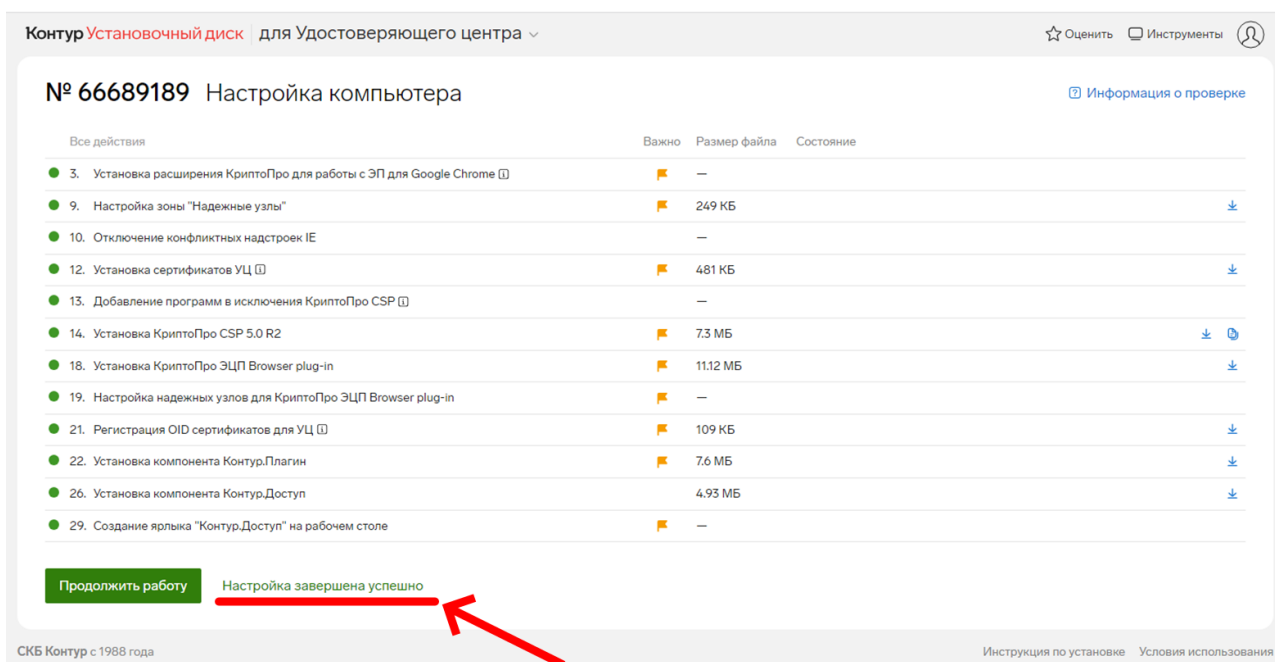 Контур Установочный диск для Удостоверяющего центра Оценить Инструменты
№ 66689189 Настройка компьютера Информация о проверке
Все действия Важно Размер файла Состояние
3. Установка расширения КриптоПро для работы с ЭП для Google Chrome —
9. Настройка зоны "Надежные узлы" 249 КБ
10. Отключение конфликтных надстроек IE —
12. Установка сертификатов УЦ 481 КБ
13. Добавление программ в исключения КриптоПро CSP —
14. Установка КриптоПро CSP 5.0 R2 7.3 МБ
18. Установка КриптоПро ЭЦП Browser plug-in 11.12 МБ
19. Настройка надежных узлов для КриптоПро ЭЦП Browser plug-in —
21. Регистрация OID сертификатов для УЦ 109 КБ
22. Установка компонента Контур.Плагин 7.6 МБ
26. Установка компонента Контур.Доступ 4.93 МБ
29. Создание ярлыка "Контур.Доступ" на рабочем столе —
Продолжить работу Настройка завершена успешно
СКБ Контур с 1988 года Инструкция по установке Условия использования